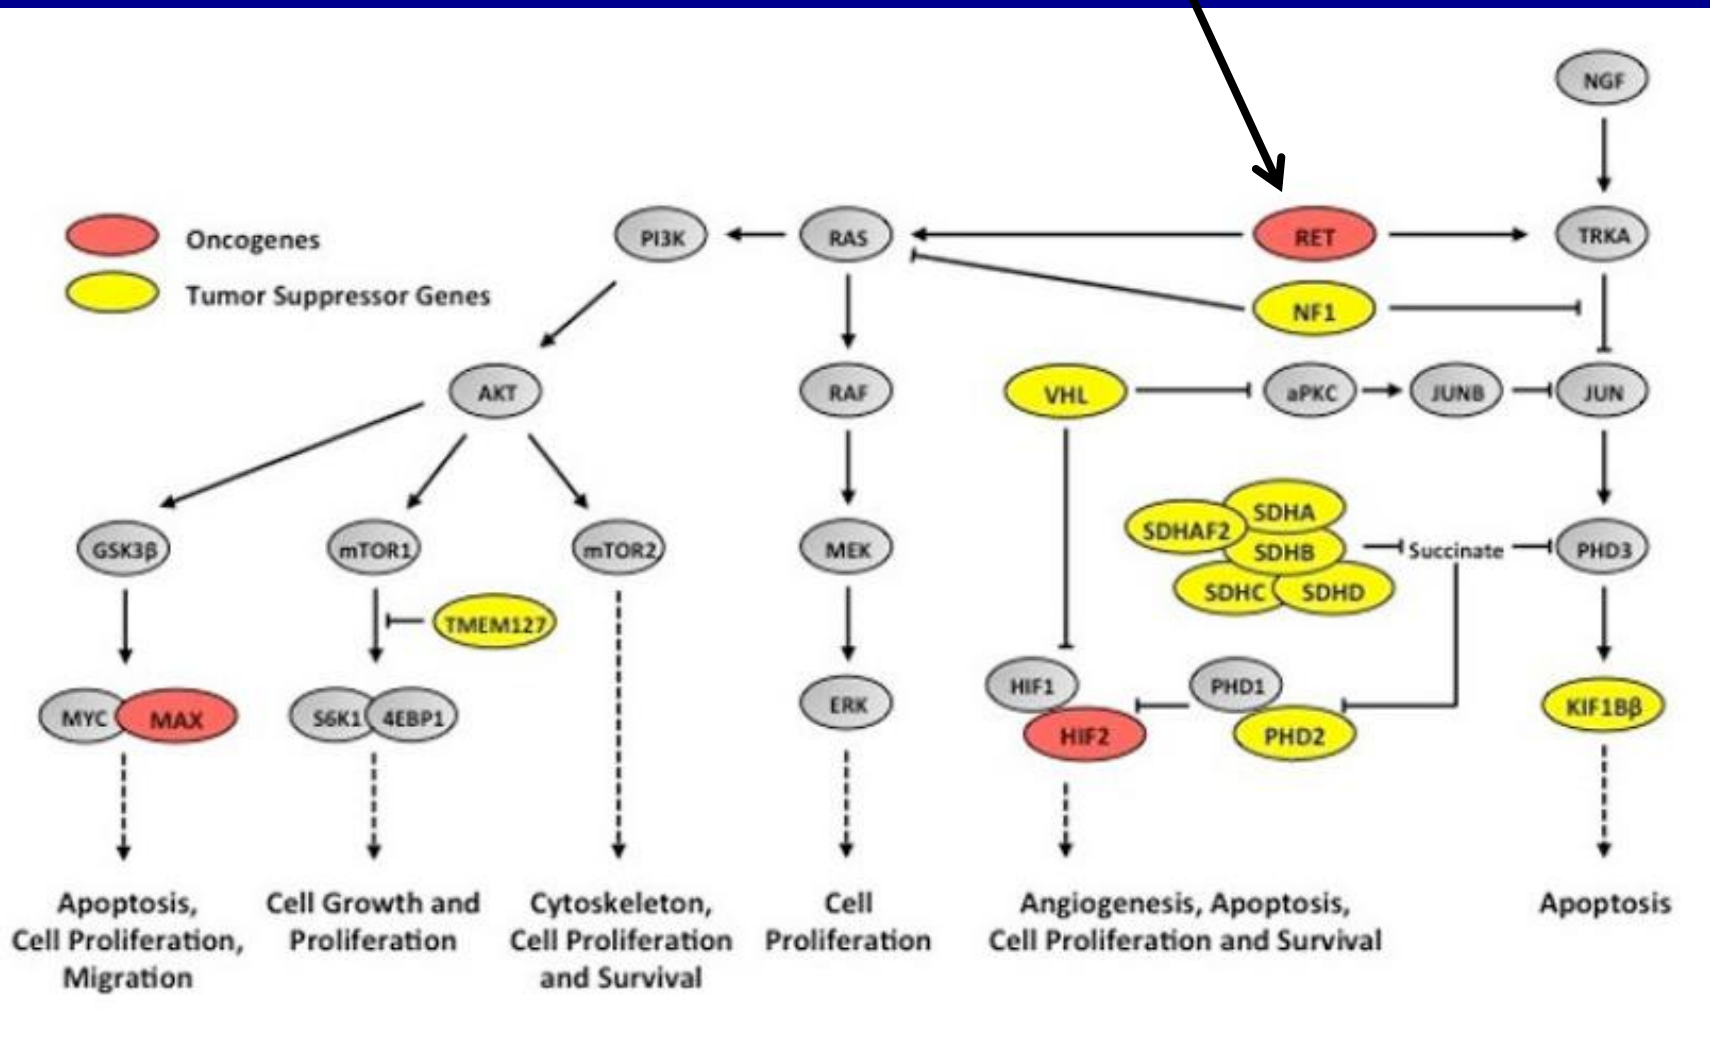 NGF
Oncogenes
Tumor Suppressor Genes
PI3K
RAS
RET
TRKA
NF1
AKT
RAF
VHL
aPKC
JUNB
JUN
SDHA
SDHAF2
SDHB
SDHC
SDHD
Succinate
PHD3
GSK3β
mTOR1
mTOR2
MEK
TMEM127
MYC
MAX
S6K1
4EBP1
ERK
HIF1
HIF2
PHD1
PHD2
KIF1Bβ
Apoptosis,
Cell Proliferation,
Migration
Cell Growth and
Proliferation
Cytoskeleton,
Cell Proliferation
and Survival
Cell
Proliferation
Angiogenesis, Apoptosis,
Cell Proliferation and Survival
Apoptosis